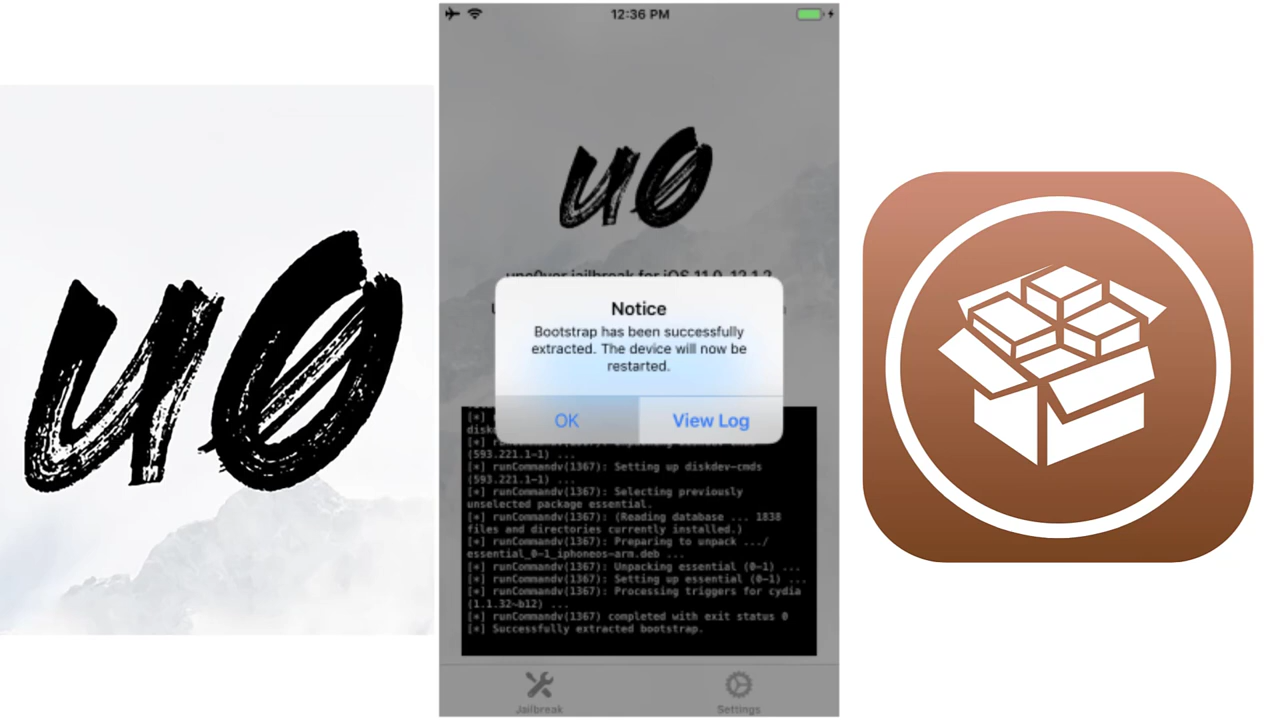 u0
12:36 PM
u0
unc0ver jailbreak for iOS 11.0-12.1.2
Notice
Bootstrap has been successfully
extracted. The device will now be
restarted.
OK
View Log
(593.221.1-1) ...
[*] runCommandv(1367): Setting up diskdev-cmds
(593.221.1-1) ...
[*] runCommandv(1367): Selecting previously
unselected package essential.
[*] runCommandv(1367): (Reading database ... 1838
files and directories currently installed.)
[*] runCommandv(1367): Preparing to unpack .../
essential_0-1_iphoneos-arm.deb ...
[*] runCommandv(1367): Unpacking essential (0-1) ...
[*] runCommandv(1367): Setting up essential (0-1) ...
[*] runCommandv(1367): Processing triggers for cydia
(1.1.32~b12) ...
[*] runCommandv(1367) completed with exit status 0
[*] Successfully extracted bootstrap.
Jailbreak
Settings